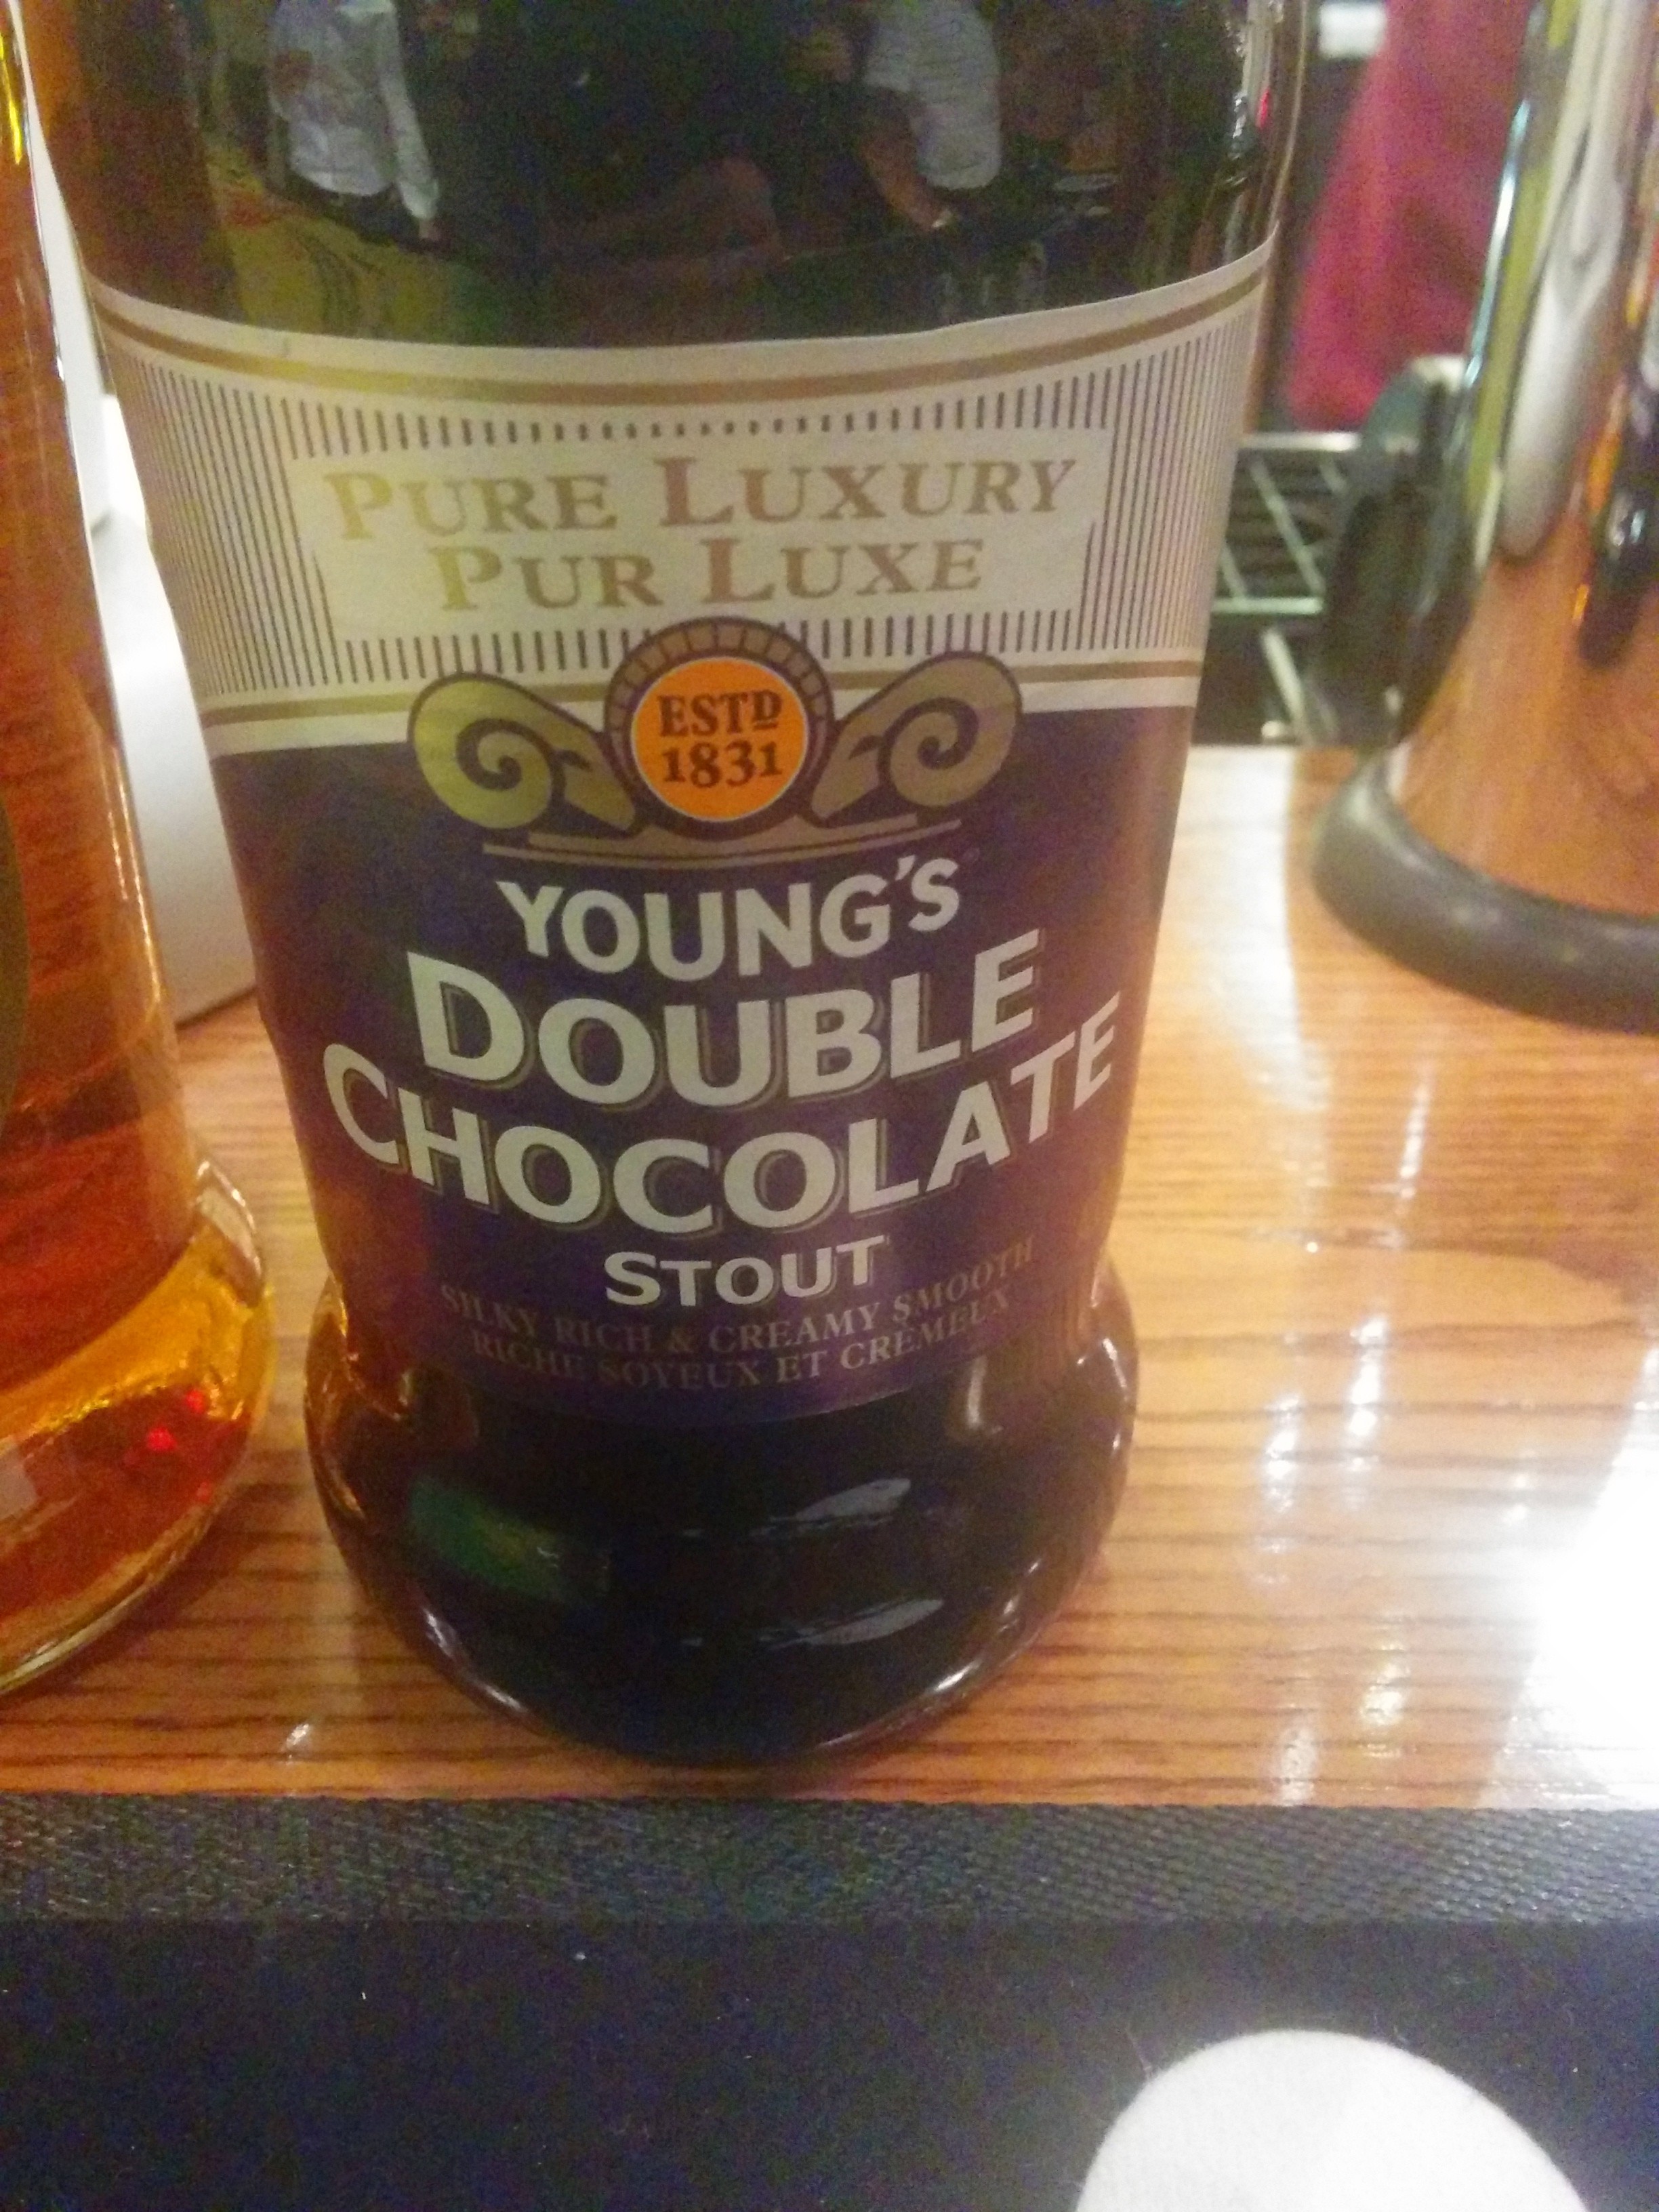 PURE LUXURY
PUR LUXE
ESTD
1831
YOUNG'S
DOUBLE
CHOCOLATE
STOUT
SILKY RICH & CREAMY SMOOTH
RICHE SOYEUX ET CRÉMEUX